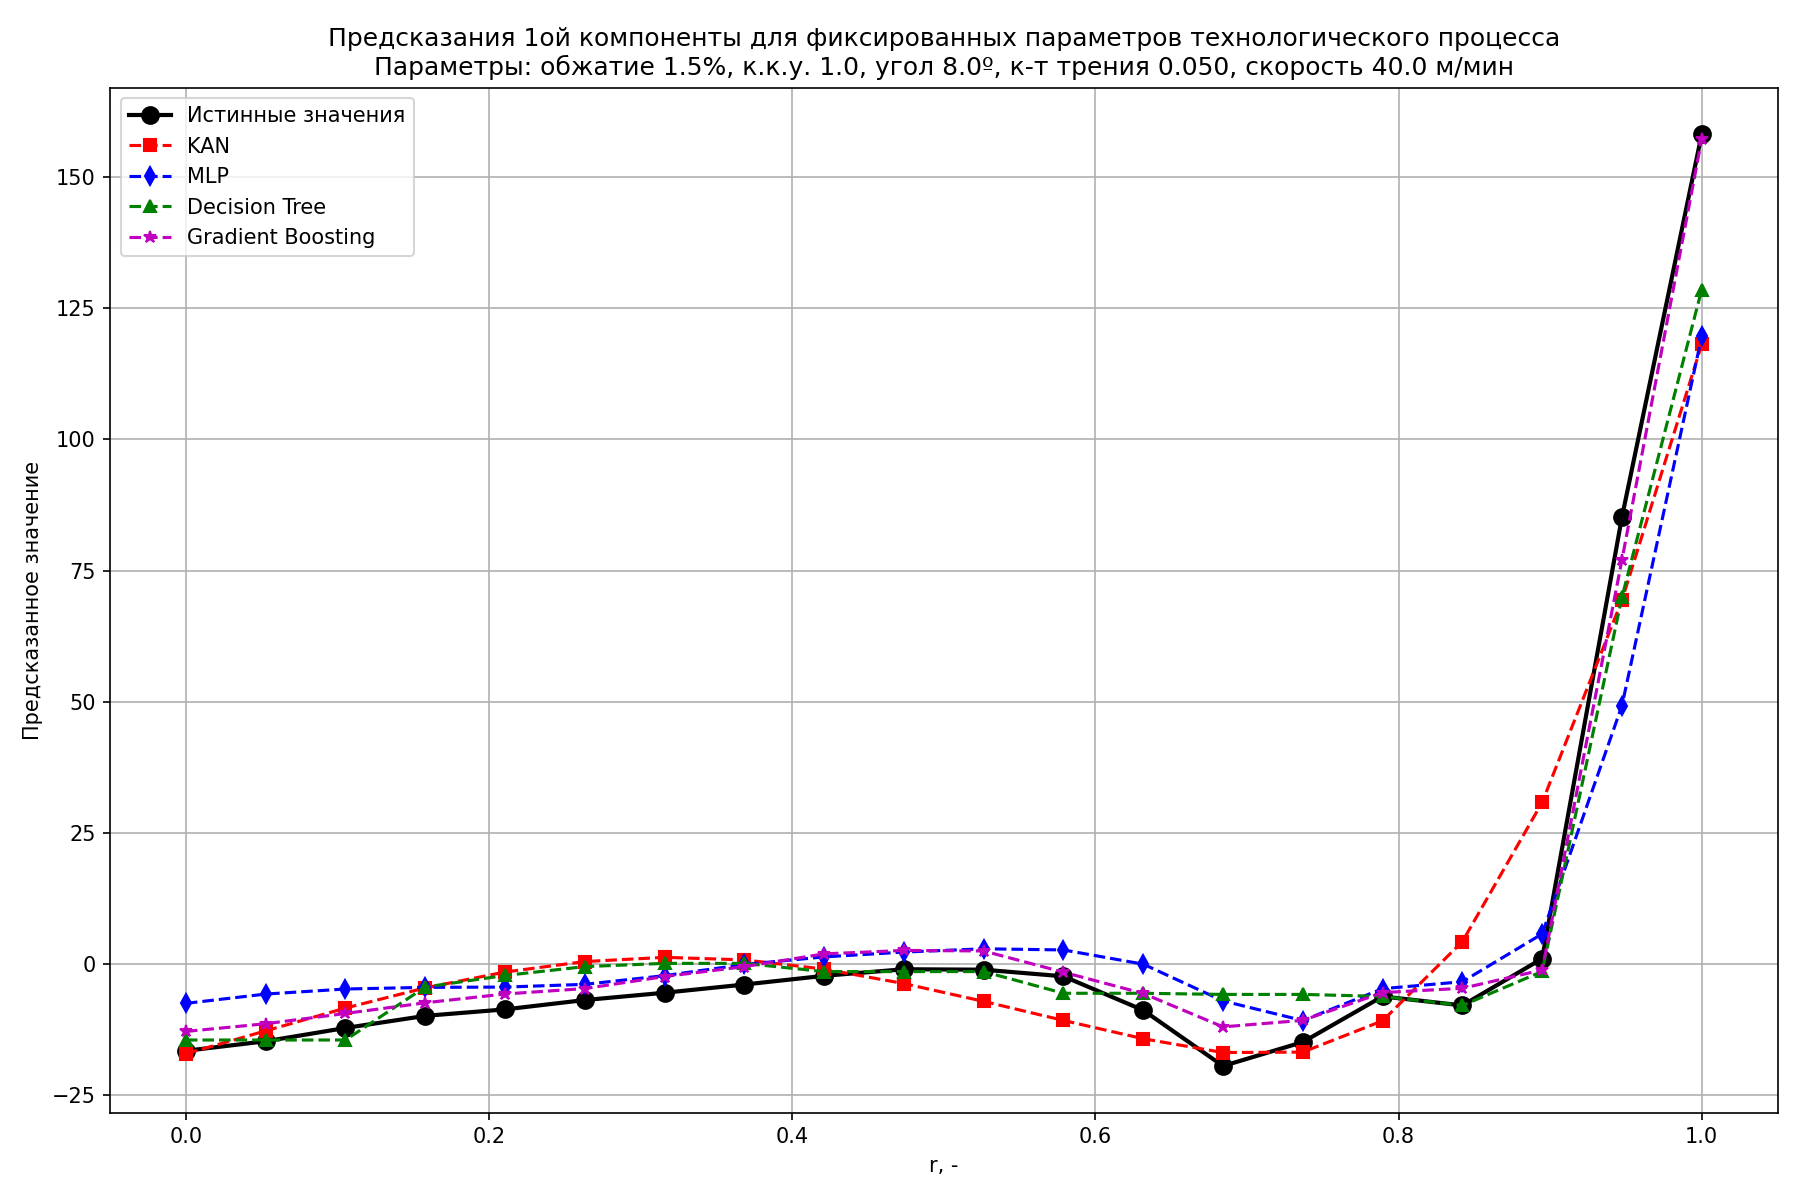 Предсказания 1ой компоненты для фиксированных параметров технологического процесса
Параметры: обжатие 1.5%, к.к.у. 1.0, угол 8.0º, к-т трения 0.050, скорость 40.0 м/мин
Истинные значения
KAN
MLP
Decision Tree
Gradient Boosting
Предсказанное значение
150
125
100
75
50
25
0
−25
0.0
0.2
0.4
0.6
0.8
1.0
r, -